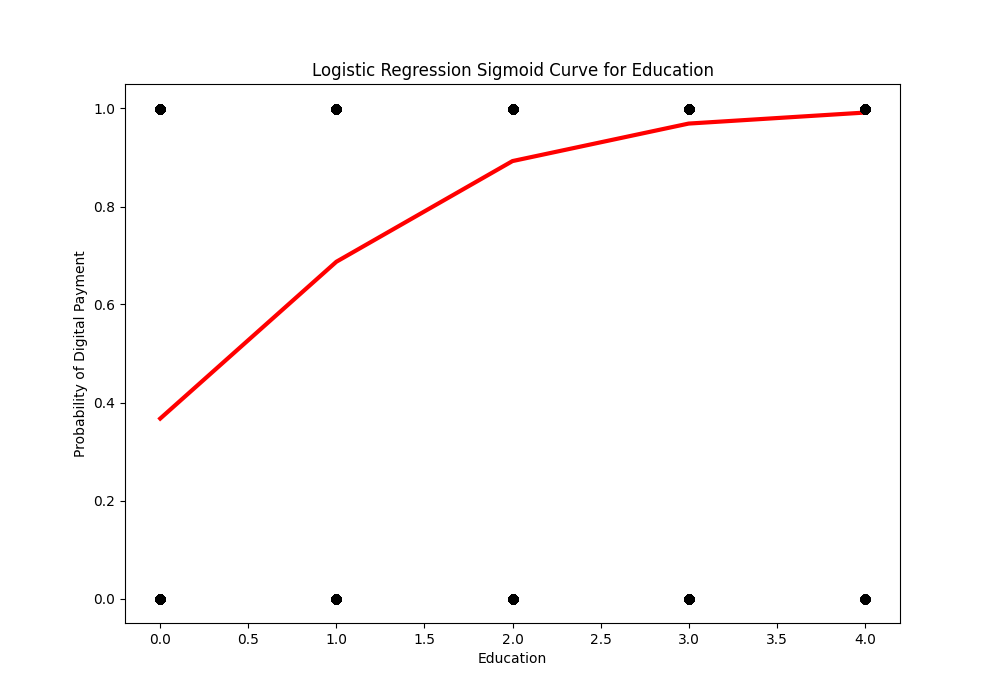 Logistic Regression Sigmoid Curve for Education
Probability of Digital Payment
1.0
0.8
0.6
0.4
0.2
0.0
0.0 0.5 1.0 1.5 2.0 2.5 3.0 3.5 4.0
Education